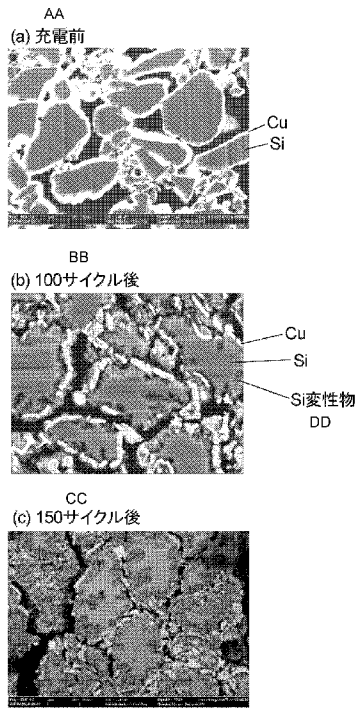 AA
(a) 充電前
Cu
Si
BB
(b) 100サイクル後
Cu
Si
Si変性物
DD
CC
(c) 150サイクル後